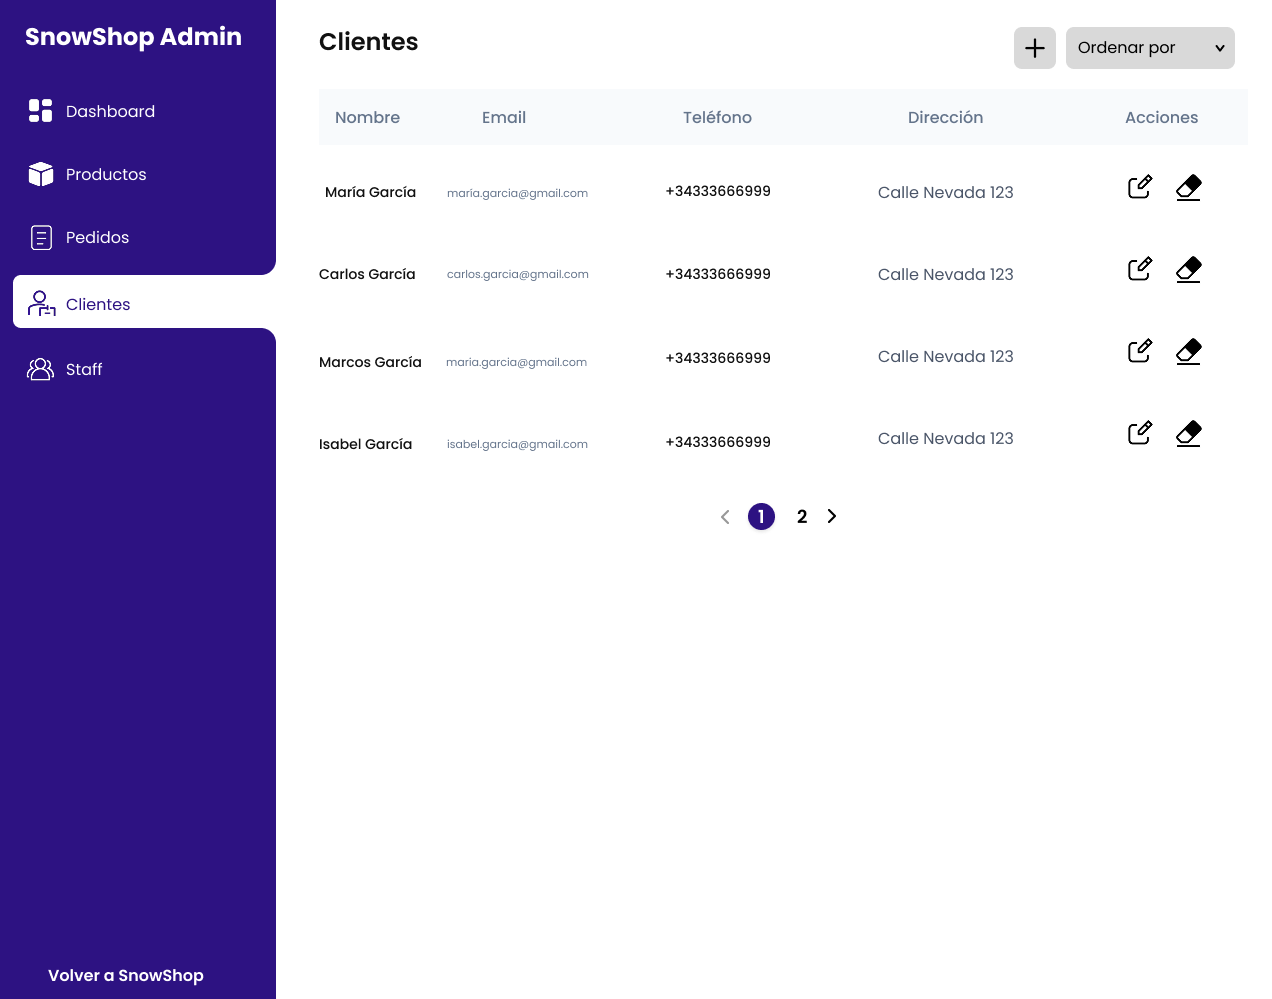 SnowShop Admin
Dashboard
Productos
Pedidos
Clientes
Staff
Volver a SnowShop
Clientes
Ordenar por
Nombre Email Teléfono Dirección Acciones
María García maría.garcia@gmail.com +34333666999 Calle Nevada 123
Carlos García carlos.garcia@gmail.com +34333666999 Calle Nevada 123
Marcos García maria.garcia@gmail.com +34333666999 Calle Nevada 123
Isabel García isabel.garcia@gmail.com +34333666999 Calle Nevada 123
1 2